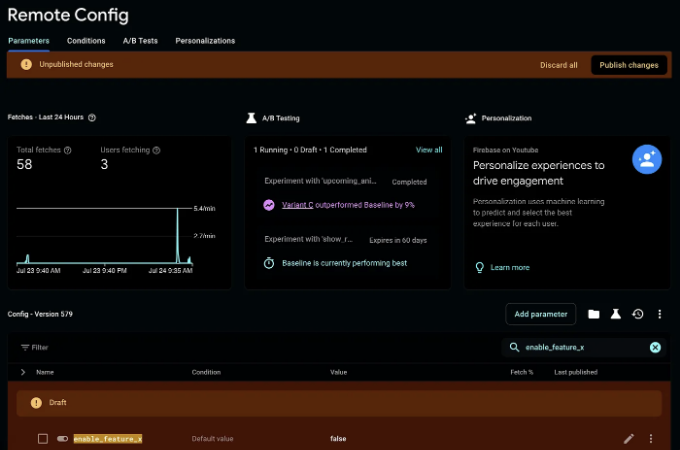 Remote Config
Parameters Conditions A/B Tests Personalizations
Unpublished changes Discard all Publish changes
Fetches - Last 24 Hours
Total fetches Users fetching
58 3
5.4/min
2.7/min
Jul 23 9:40 AM Jul 23 9:40 PM Jul 24 9:35 AM
A/B Testing
1 Running • 0 Draft • 1 Completed View all
Experiment with 'upcoming_ani... Completed
Variant C outperformed Baseline by 9%
Experiment with 'show_r... Expires in 60 days
Baseline is currently performing best
Personalization
Firebase on Youtube
Personalize experiences to
drive engagement
Personalization uses machine learning
to predict and select the best
experience for each user.
Learn more
Config - Version 579 Add parameter
Filter enable_feature_x
Name Condition Value Fetch % Last published
Draft
enable_feature_x Default value false